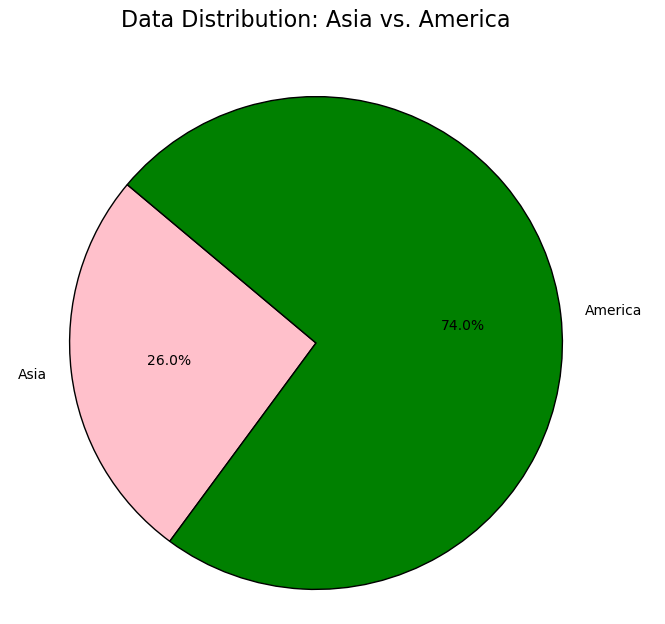 Data Distribution: Asia vs. America
America
74.0%
26.0%
Asia